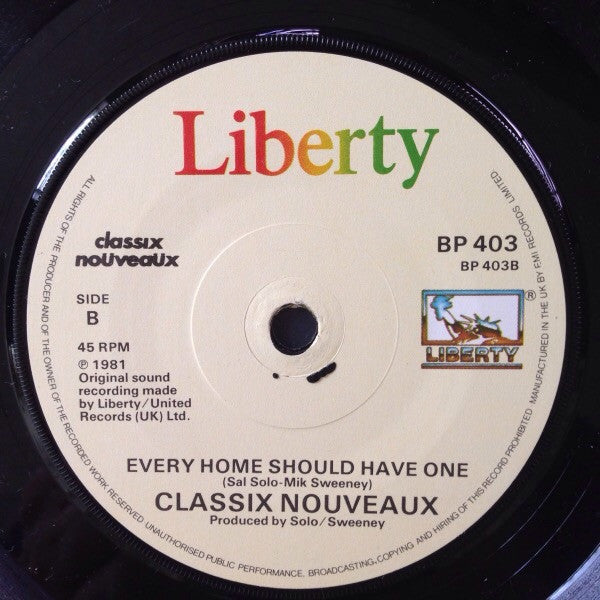 Liberty
classix
nouveaux
BP 403
BP 403B
SIDE
B
®
LIBERTY
45 RPM
℗ 1981
Original sound
recording made
by Liberty/United
Records (UK) Ltd.
EVERY HOME SHOULD HAVE ONE
(Sal Solo-Mik Sweeney)
CLASSIX NOUVEAUX
Produced by Solo/Sweeney
ALL RIGHTS OF THE PRODUCER AND OF THE OWNER OF THE RECORDED WORK RESERVED. UNAUTHORISED PUBLIC PERFORMANCE, BROADCASTING, COPYING AND HIRING OF THIS RECORD PROHIBITED. MANUFACTURED IN THE UK BY EMI RECORDS LIMITED